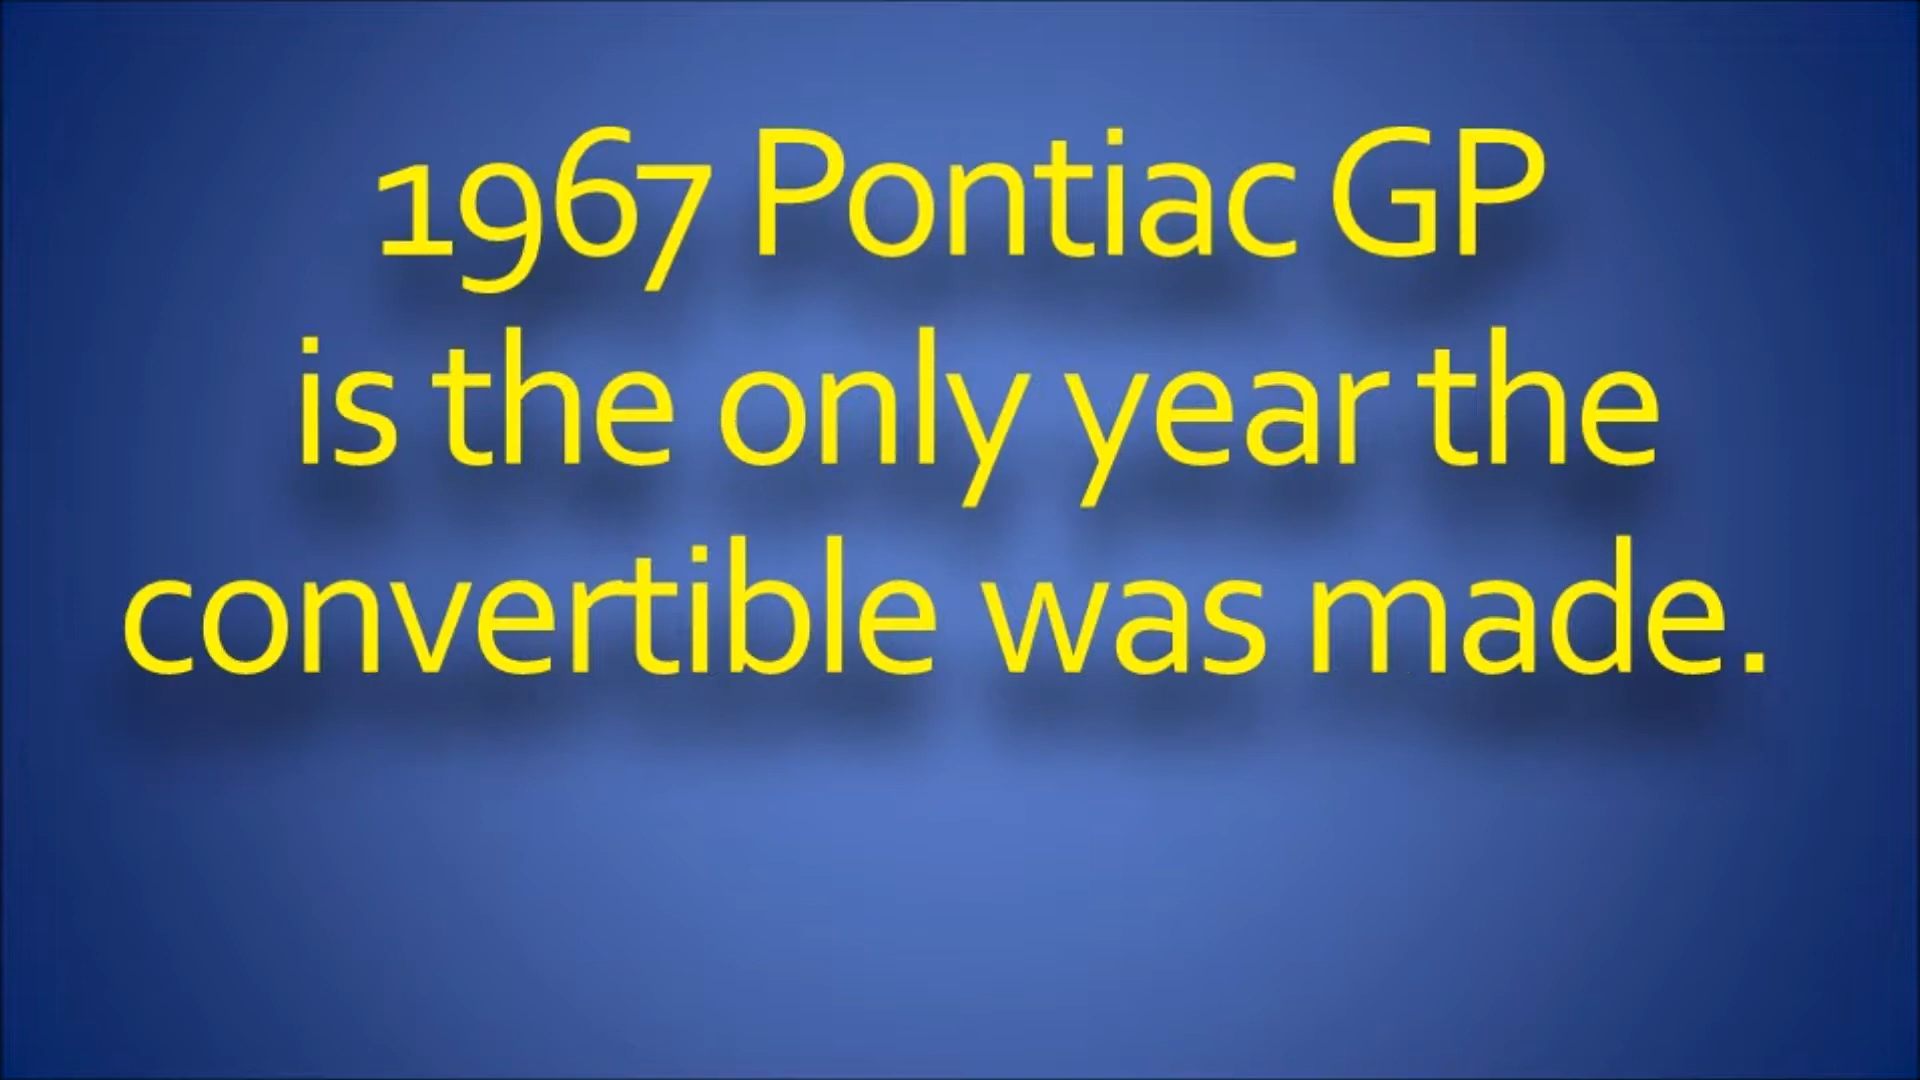 1967 Pontiac GP
is the only year the
convertible was made.